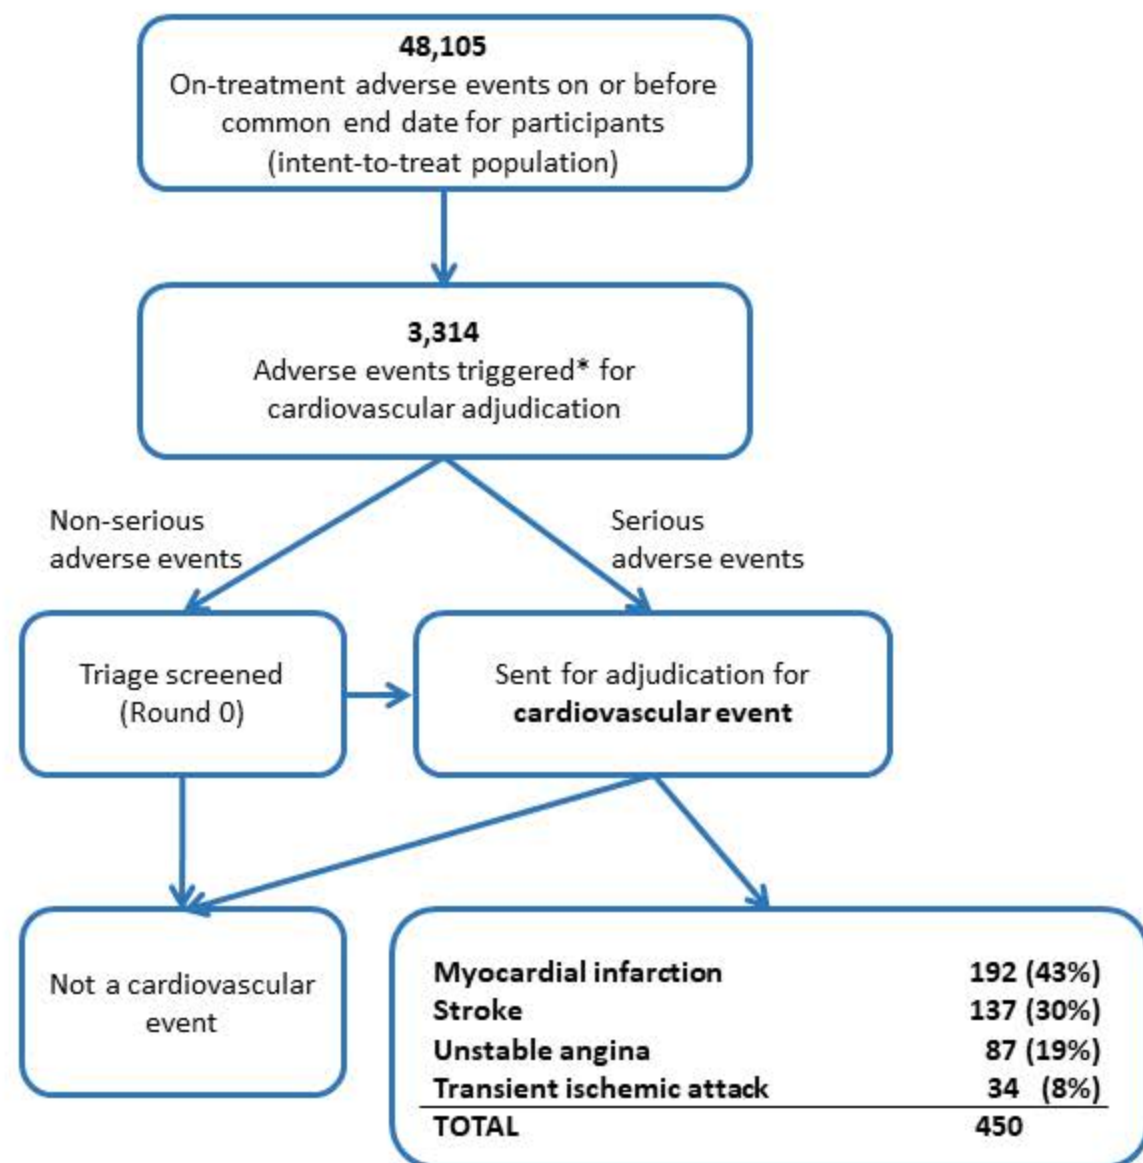 48,105
On-treatment adverse events on or before
common end date for participants
(intent-to-treat population)
3,314
Adverse events triggered* for
cardiovascular adjudication
Non-serious
adverse events
Serious
adverse events
Triage screened
(Round 0)
Sent for adjudication for
cardiovascular event
Not a cardiovascular
event
Myocardial infarction 192 (43%)
Stroke 137 (30%)
Unstable angina 87 (19%)
Transient ischemic attack 34 (8%)
TOTAL 450